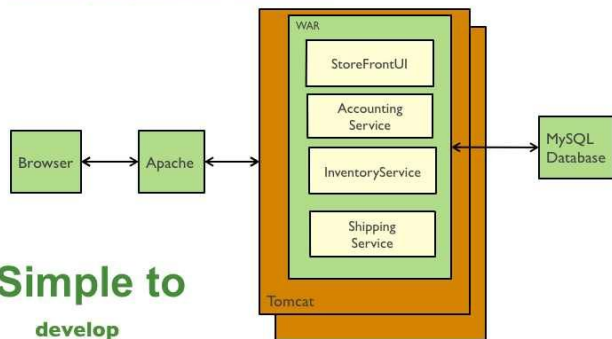 WAR
StoreFrontUI
Accounting
Service
InventoryService
Shipping
Service
Browser
Apache
MySQL
Database
Tomcat
Simple to
develop